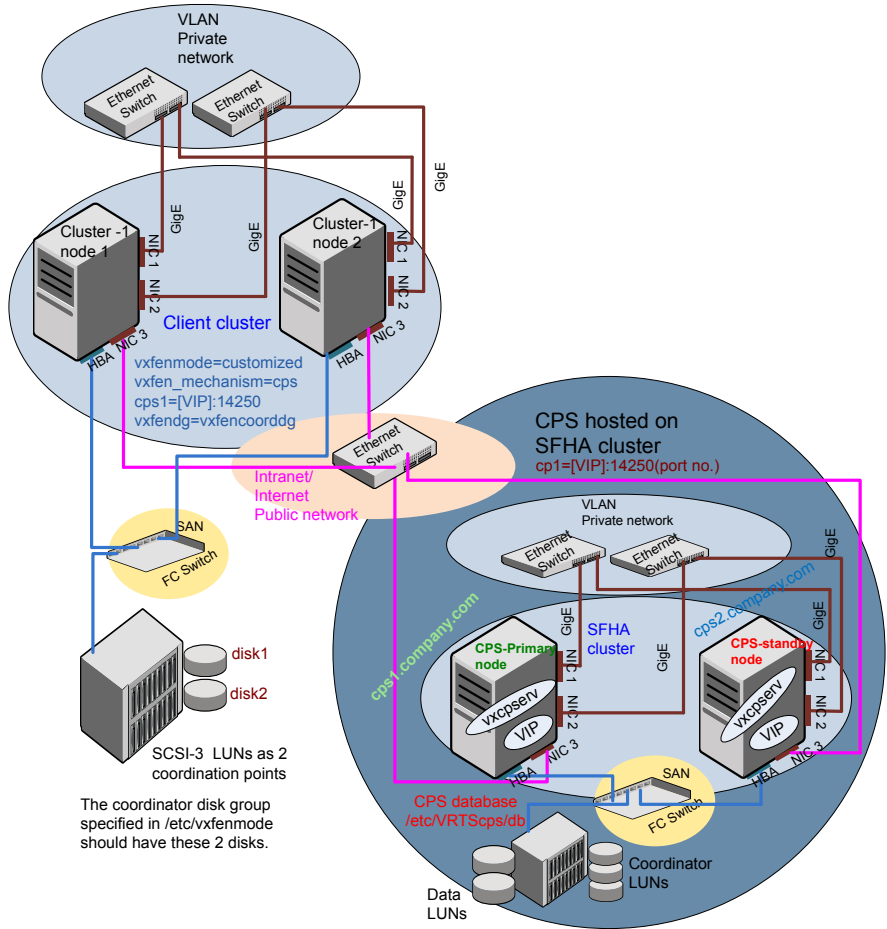 VLAN
Private
network
Ethernet
Switch
Ethernet
Switch
GigE
GigE
GigE
GigE
Cluster -1
node 1
NIC 1
NIC 2
HBA
NIC 3
Cluster-1
node 2
NIC 1
NIC 2
HBA
NIC 3
Client cluster
vxfenmode=customized
vxfen_mechanism=cps
cps1=[VIP]:14250
vxfendg=vxfencoorddg
Ethernet
Switch
Intranet/
Internet
Public network
SAN
FC Switch
disk1
disk2
SCSI-3 LUNs as 2
coordination points
The coordinator disk group
specified in /etc/vxfenmode
should have these 2 disks.
CPS hosted on
SFHA cluster
cp1=[VIP]:14250(port no.)
VLAN
Private network
Ethernet
Switch
Ethernet
Switch
GigE
GigE
GigE
GigE
cps1.company.com
cps2.company.com
SFHA
cluster
CPS-Primary
node
vxcpserv
VIP
NIC 1
NIC 2
HBA
NIC 3
CPS-standby
node
vxcpserv
VIP
NIC 1
NIC 2
HBA
NIC 3
SAN
FC Switch
CPS database
/etc/VRTScps/db
Data
LUNs
Coordinator
LUNs